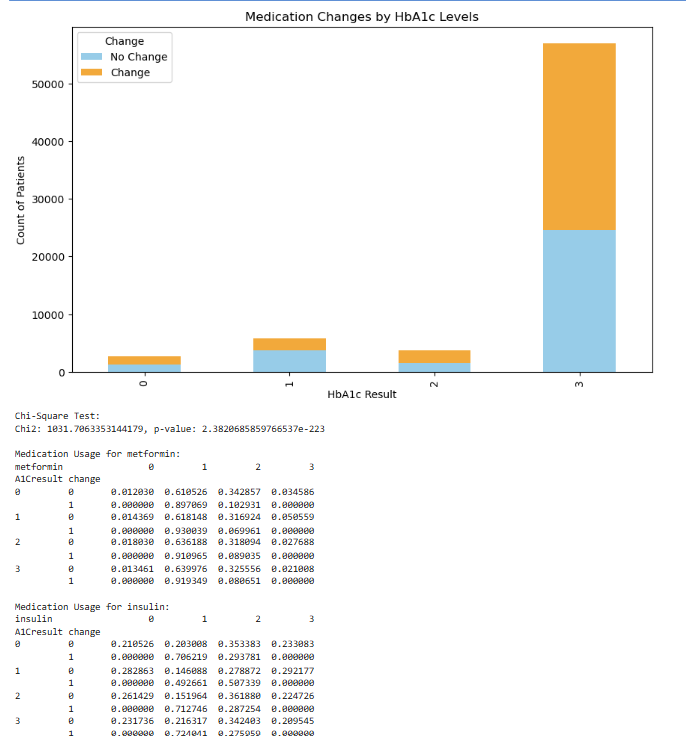 Medication Changes by HbA1c Levels
Change
No Change
Change
50000
40000
30000
20000
10000
0
Count of Patients
0 1 2 3
HbA1c Result
Chi-Square Test:
Chi2: 1031.7063353144179, p-value: 2.3820685859766537e-223
Medication Usage for metformin:
metformin 0 1 2 3
A1Cresult change
0 0 0.012030 0.610526 0.342857 0.034586
1 0.000000 0.897069 0.102931 0.000000
1 0 0.014369 0.618148 0.316924 0.050559
1 0.000000 0.930039 0.069961 0.000000
2 0 0.018030 0.636188 0.318094 0.027688
1 0.000000 0.910965 0.089035 0.000000
3 0 0.013461 0.639976 0.325556 0.021008
1 0.000000 0.919349 0.080651 0.000000
Medication Usage for insulin:
insulin 0 1 2 3
A1Cresult change
0 0 0.210526 0.203008 0.353383 0.233083
1 0.000000 0.706219 0.293781 0.000000
1 0 0.282863 0.146088 0.278872 0.292177
1 0.000000 0.492661 0.507339 0.000000
2 0 0.261429 0.151964 0.361880 0.224726
1 0.000000 0.712746 0.287254 0.000000
3 0 0.231736 0.216317 0.342403 0.209545
1 0.000000 0.724041 0.275959 0.000000